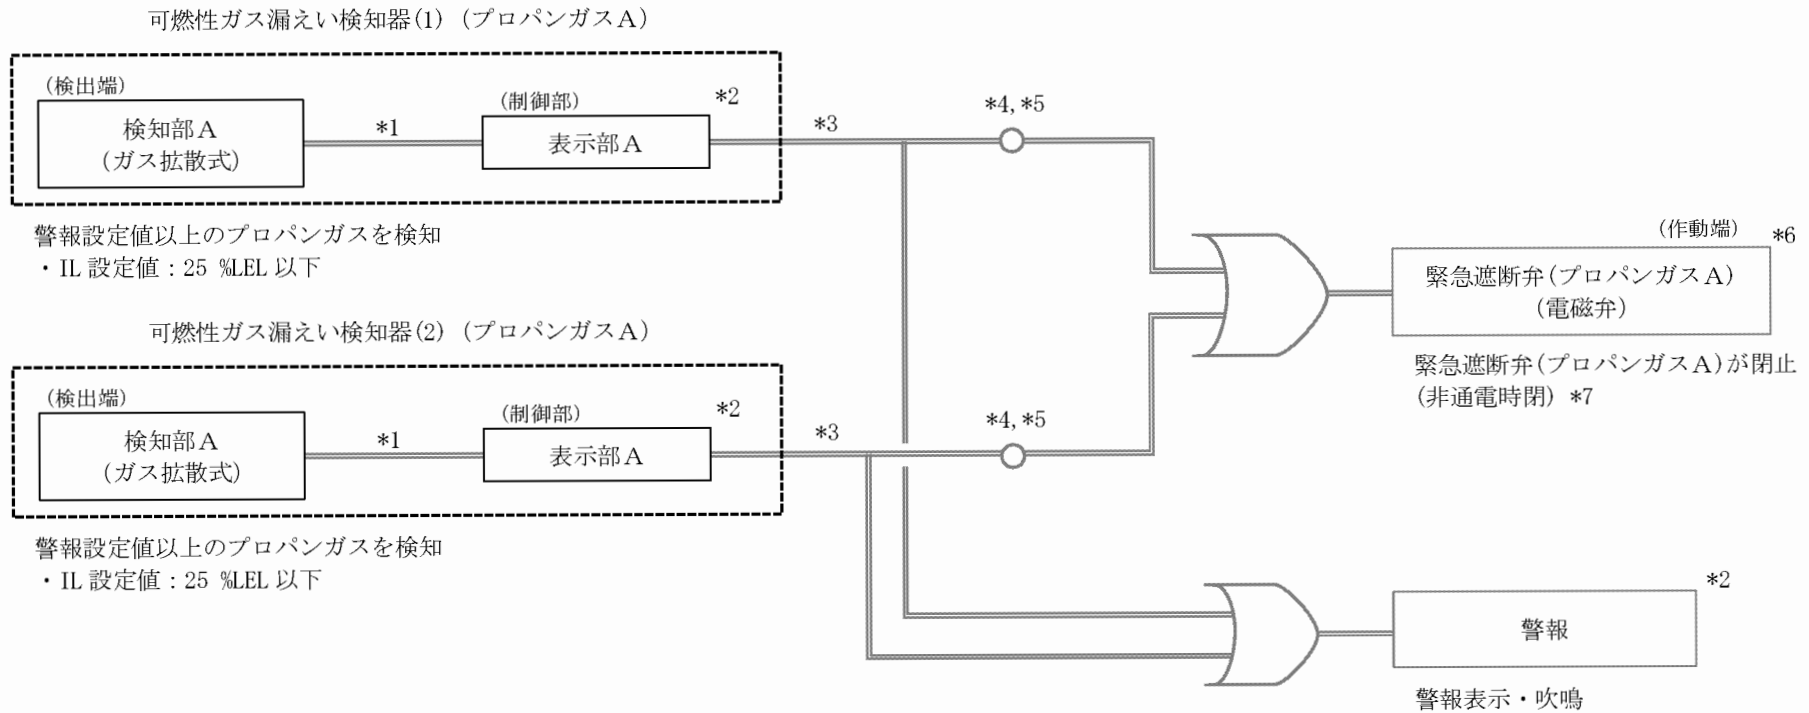 可燃性ガス漏えい検知器(1) (プロパンガスA)
(検出端)
検知部A
(ガス拡散式)
*1
(制御部)
表示部A
*2
*3
*4, *5
警報設定値以上のプロパンガスを検知
・IL 設定値：25 %LEL 以下
(作動端)
*6
緊急遮断弁(プロパンガスA)
(電磁弁)
緊急遮断弁(プロパンガスA)が閉止
(非通電時閉) *7
可燃性ガス漏えい検知器(2) (プロパンガスA)
(検出端)
検知部A
(ガス拡散式)
*1
(制御部)
表示部A
*2
*3
*4, *5
警報設定値以上のプロパンガスを検知
・IL 設定値：25 %LEL 以下
*2
警報
警報表示・吹鳴